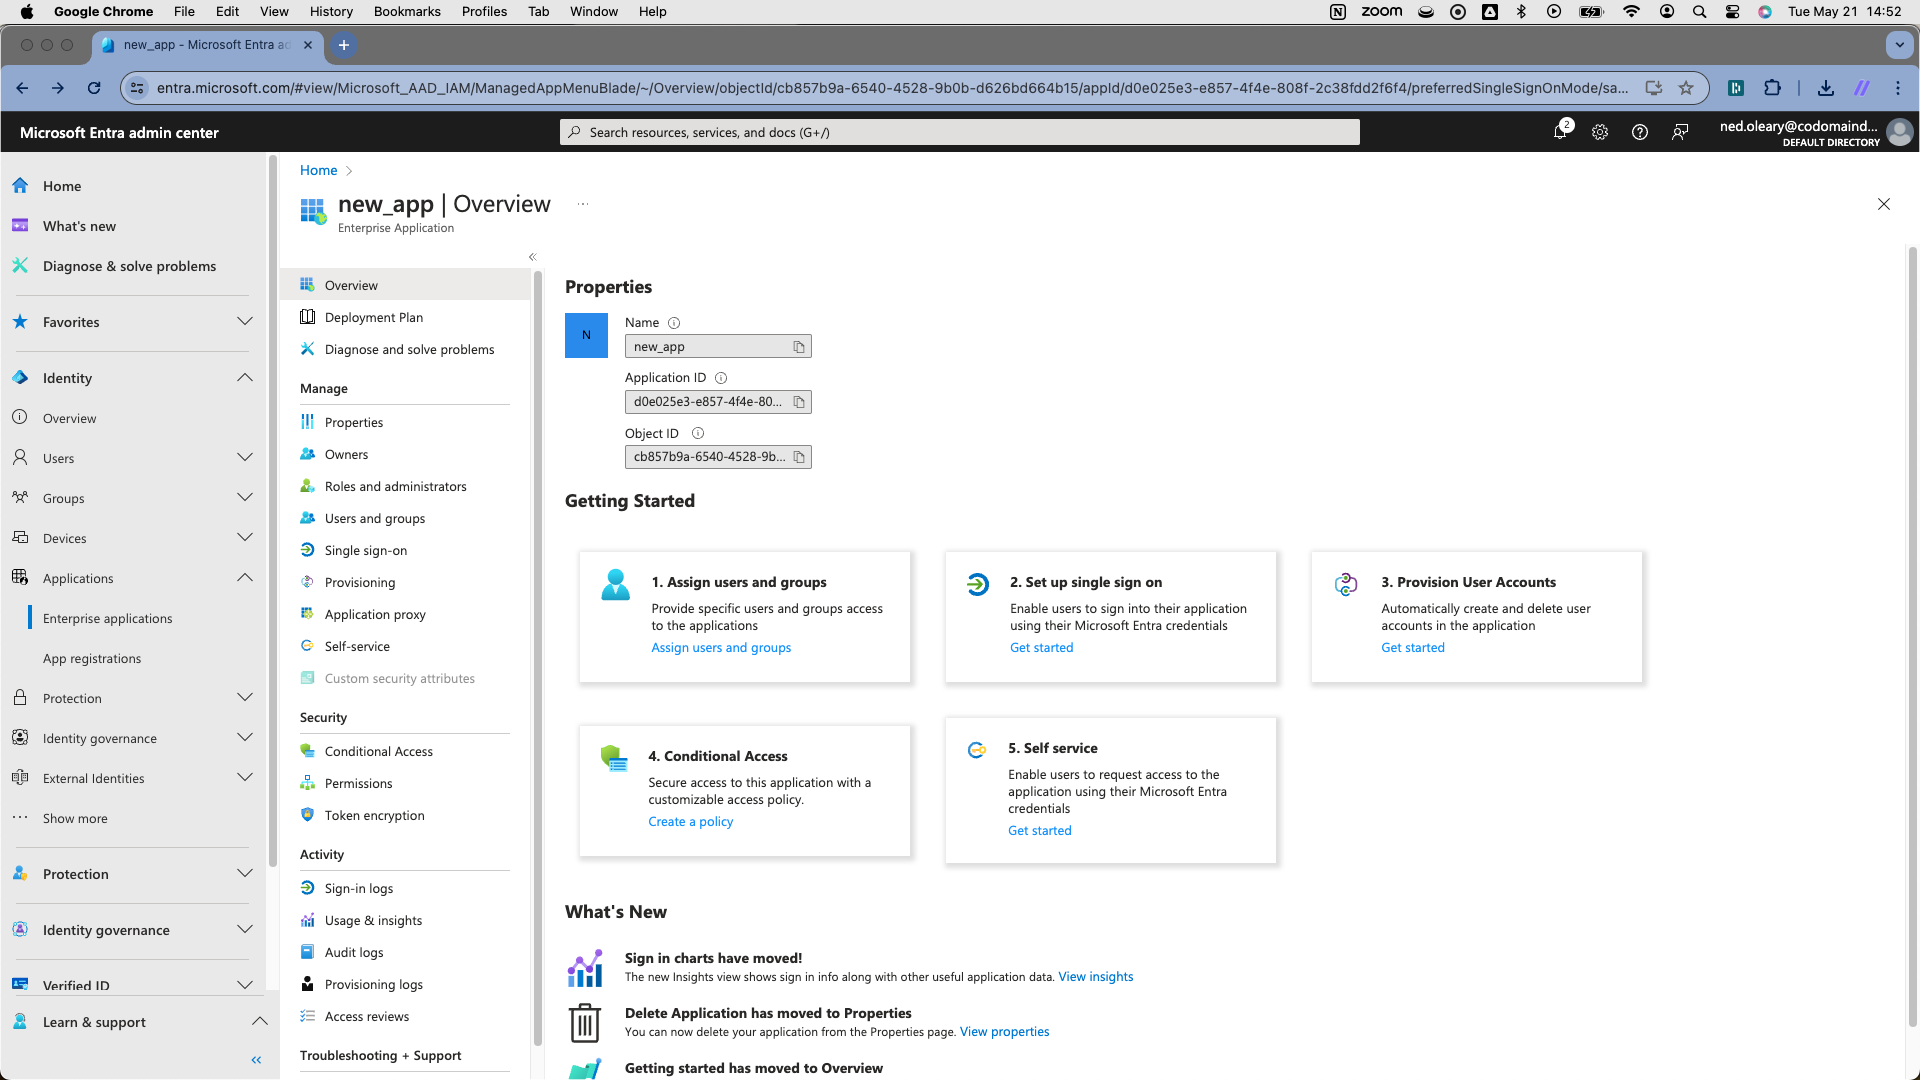 Google Chrome File Edit View History Bookmarks Profiles Tab Window Help zoom Tue May 21 14:52
new_app - Microsoft Entra ad
entra.microsoft.com/#view/Microsoft_AAD_IAM/ManagedAppMenuBlade/~/Overview/objectId/cb857b9a-6540-4528-9b0b-d626bd664b15/appId/d0e025e3-e857-4f4e-808f-2c38fdd2f6f4/preferredSingleSignOnMode/sa...
Microsoft Entra admin center
Search resources, services, and docs (G+/)
2
ned.oleary@codomaind...
DEFAULT DIRECTORY
Home
What's new
Diagnose & solve problems
Favorites
Identity
Overview
Users
Groups
Devices
Applications
Enterprise applications
App registrations
Protection
Identity governance
External Identities
Show more
Protection
Identity governance
Verified ID
Learn & support
Home
new_app | Overview
Enterprise Application
Overview
Deployment Plan
Diagnose and solve problems
Manage
Properties
Owners
Roles and administrators
Users and groups
Single sign-on
Provisioning
Application proxy
Self-service
Custom security attributes
Security
Conditional Access
Permissions
Token encryption
Activity
Sign-in logs
Usage & insights
Audit logs
Provisioning logs
Access reviews
Troubleshooting + Support
Properties
N
Name
new_app
Application ID
d0e025e3-e857-4f4e-80...
Object ID
cb857b9a-6540-4528-9b...
Getting Started
1. Assign users and groups
Provide specific users and groups access
to the applications
Assign users and groups
2. Set up single sign on
Enable users to sign into their application
using their Microsoft Entra credentials
Get started
3. Provision User Accounts
Automatically create and delete user
accounts in the application
Get started
4. Conditional Access
Secure access to this application with a
customizable access policy.
Create a policy
5. Self service
Enable users to request access to the
application using their Microsoft Entra
credentials
Get started
What's New
Sign in charts have moved!
The new Insights view shows sign in info along with other useful application data. View insights
Delete Application has moved to Properties
You can now delete your application from the Properties page. View properties
Getting started has moved to Overview